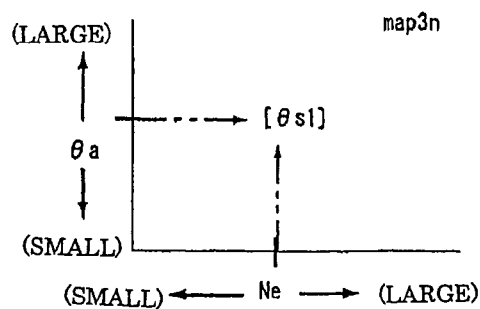 map3n
(LARGE)
[θs1]
θa
(SMALL)
(SMALL) Ne (LARGE)